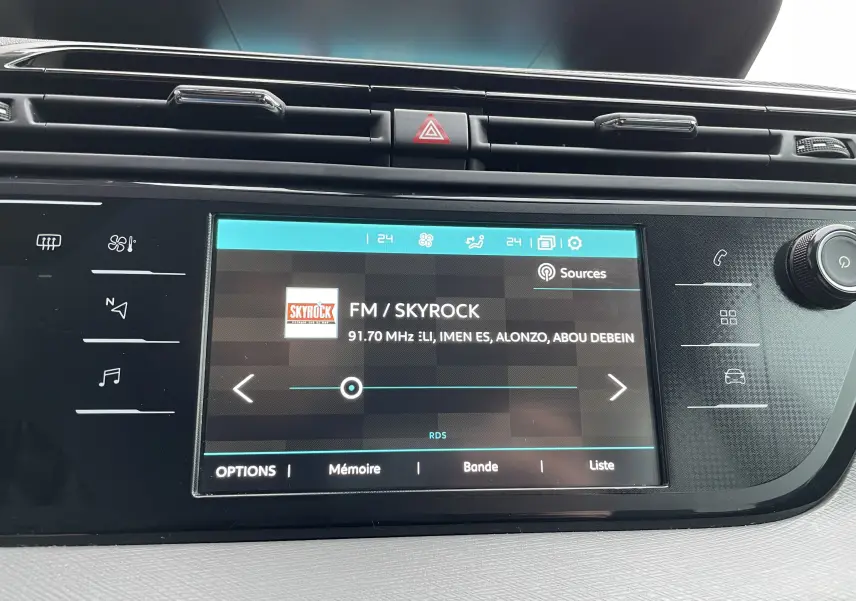 24 24
Sources
SKYROCK
FM / SKYROCK
91.70 MHz ELI, IMEN ES, ALONZO, ABOU DEBEIN
N
RDS
OPTIONS | Mémoire | Bande | Liste